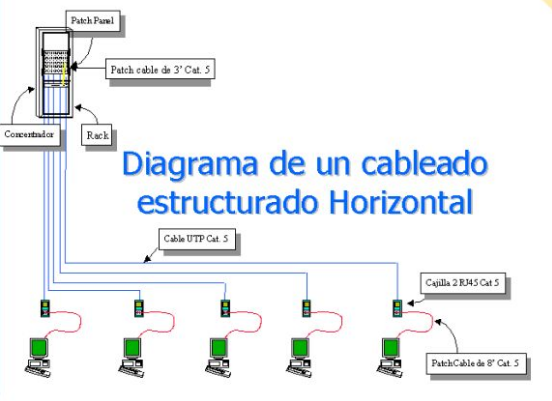 Patch Panel
Patch cable de 3' Cat. 5
Concentrador
Rack
Diagrama de un cableado
estructurado Horizontal
Cable UTP Cat. 5
Cajilla 2 RJ45 Cat 5
PatchCable de 8' Cat. 5